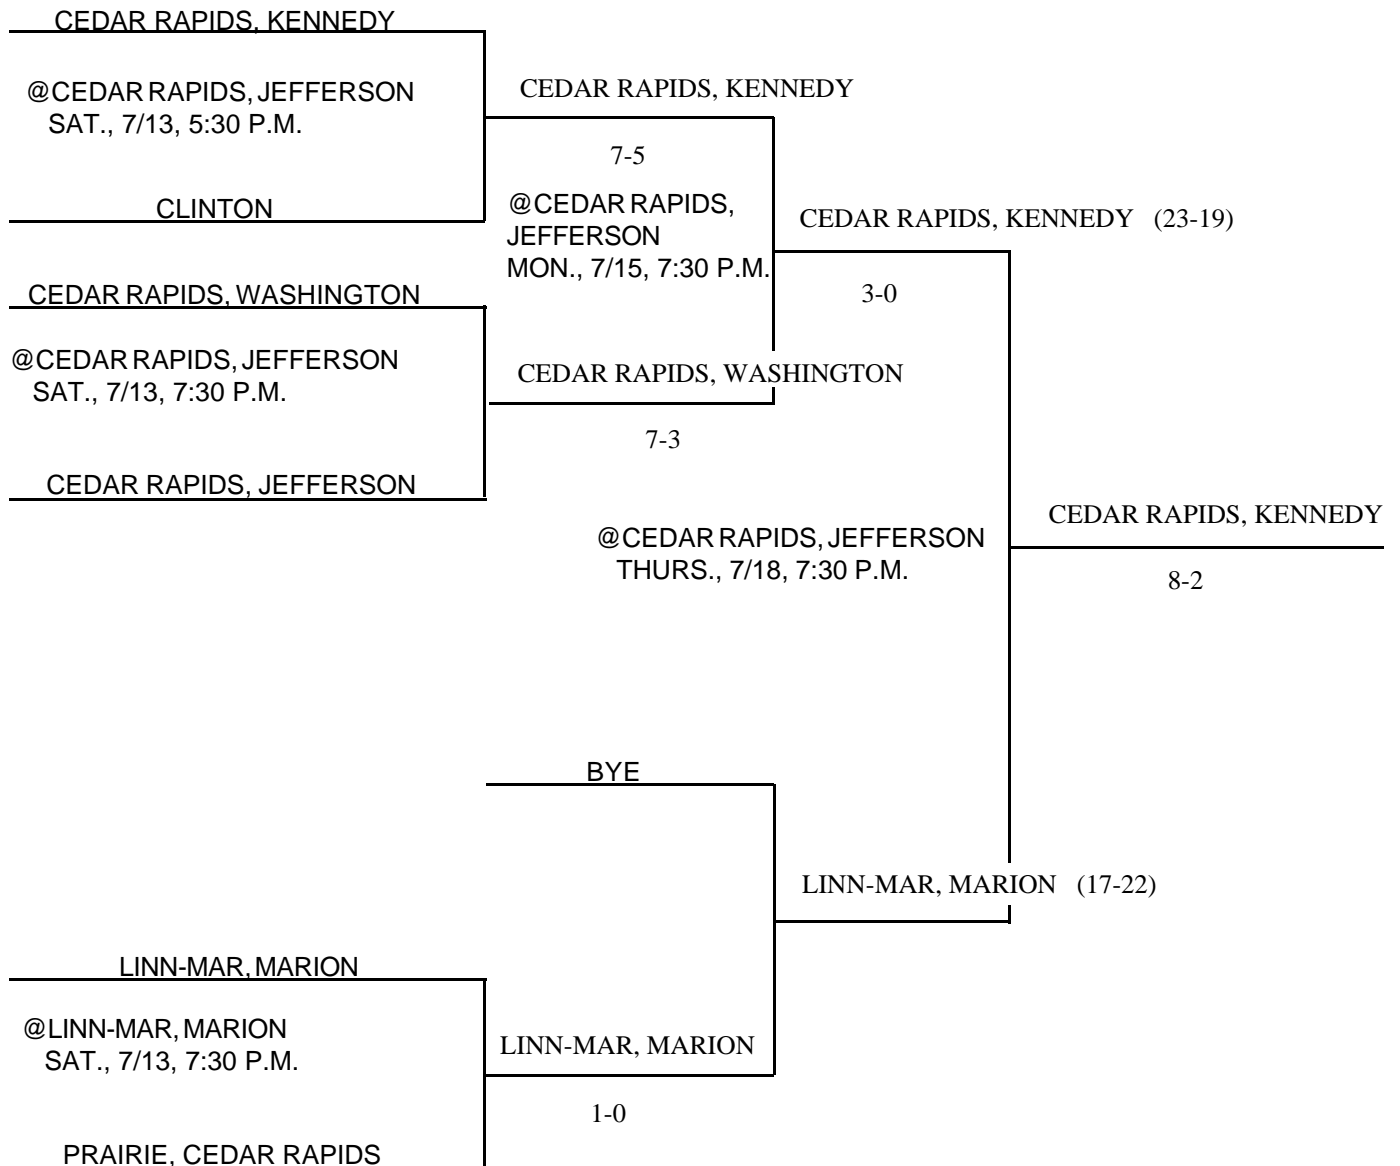 CEDAR RAPIDS, KENNEDY
@CEDAR RAPIDS, JEFFERSON
SAT., 7/13, 5:30 P.M.
CLINTON
CEDAR RAPIDS, KENNEDY
7-5
@CEDAR RAPIDS,
JEFFERSON
MON., 7/15, 7:30 P.M.
CEDAR RAPIDS, KENNEDY (23-19)
3-0
CEDAR RAPIDS, WASHINGTON
@CEDAR RAPIDS, JEFFERSON
SAT., 7/13, 7:30 P.M.
CEDAR RAPIDS, JEFFERSON
CEDAR RAPIDS, WASHINGTON
7-3
@CEDAR RAPIDS, JEFFERSON
THURS., 7/18, 7:30 P.M.
CEDAR RAPIDS, KENNEDY
8-2
BYE
LINN-MAR, MARION (17-22)
LINN-MAR, MARION
@LINN-MAR, MARION
SAT., 7/13, 7:30 P.M.
LINN-MAR, MARION
1-0
PRAIRIE, CEDAR RAPIDS